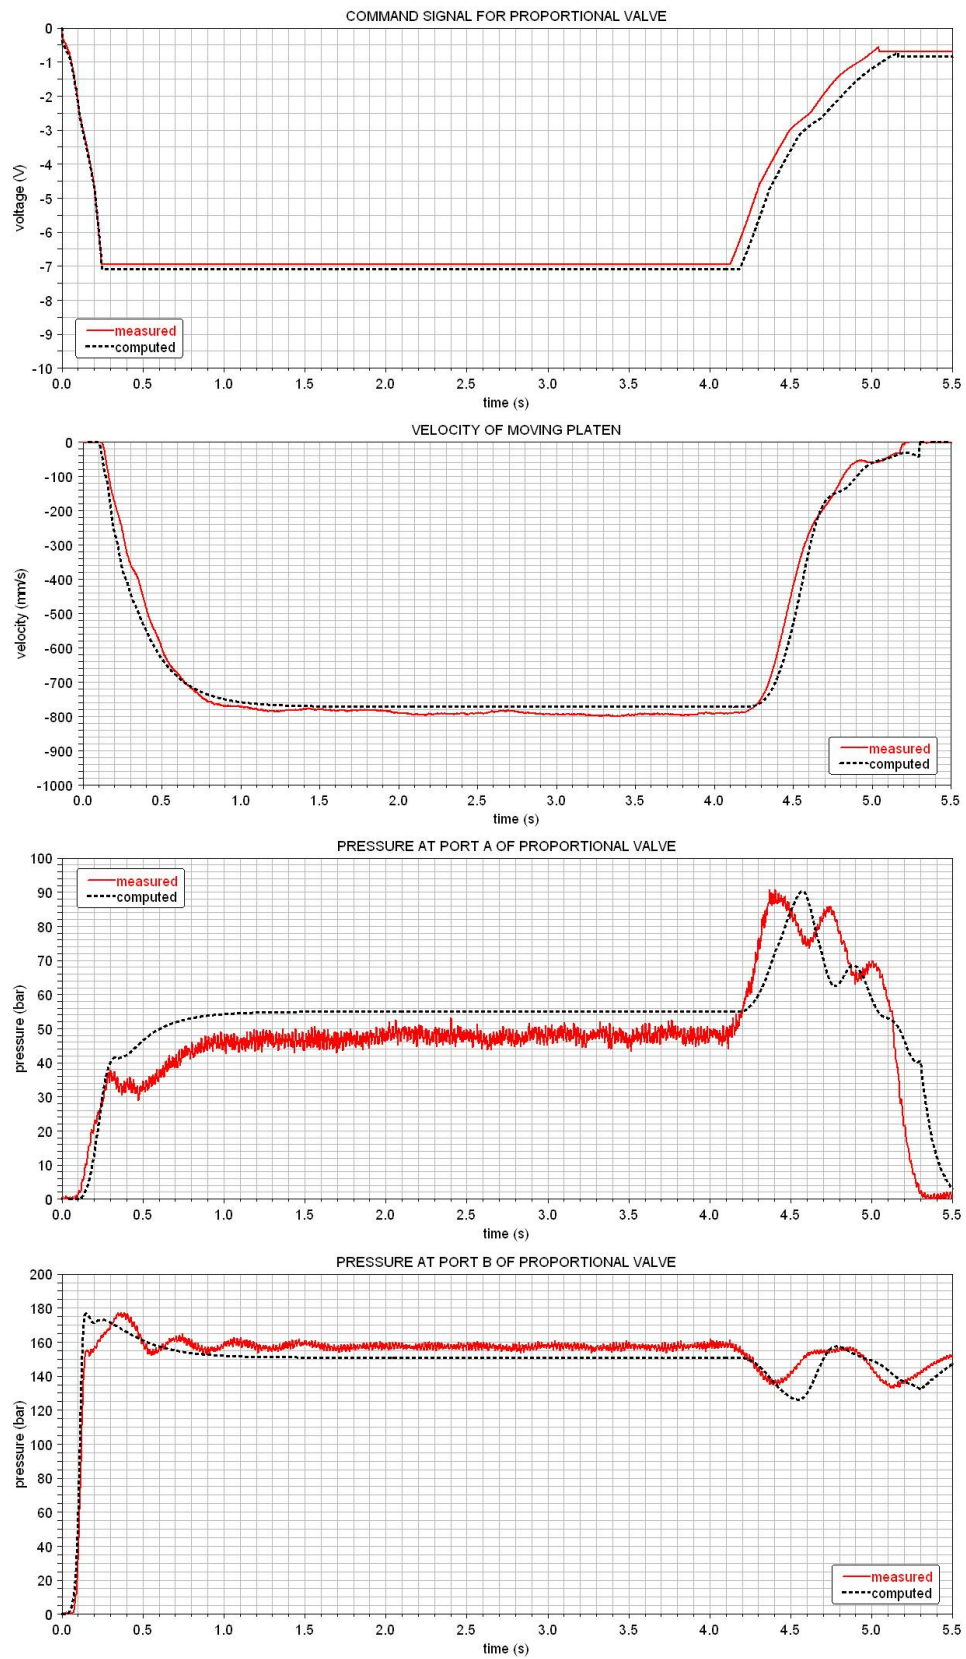 COMMAND SIGNAL FOR PROPORTIONAL VALVE
0
-1
-2
-3
-4
-5
-6
-7
-8
-9
-10
voltage (V)
measured
computed
0.0 0.5 1.0 1.5 2.0 2.5 3.0 3.5 4.0 4.5 5.0 5.5
time (s)
VELOCITY OF MOVING PLATEN
0
-100
-200
-300
-400
-500
-600
-700
-800
-900
-1000
velocity (mm/s)
measured
computed
0.0 0.5 1.0 1.5 2.0 2.5 3.0 3.5 4.0 4.5 5.0 5.5
time (s)
PRESSURE AT PORT A OF PROPORTIONAL VALVE
100
90
80
70
60
50
40
30
20
10
0
pressure (bar)
measured
computed
0.0 0.5 1.0 1.5 2.0 2.5 3.0 3.5 4.0 4.5 5.0 5.5
time (s)
PRESSURE AT PORT B OF PROPORTIONAL VALVE
200
180
160
140
120
100
80
60
40
20
0
pressure (bar)
measured
computed
0.0 0.5 1.0 1.5 2.0 2.5 3.0 3.5 4.0 4.5 5.0 5.5
time (s)